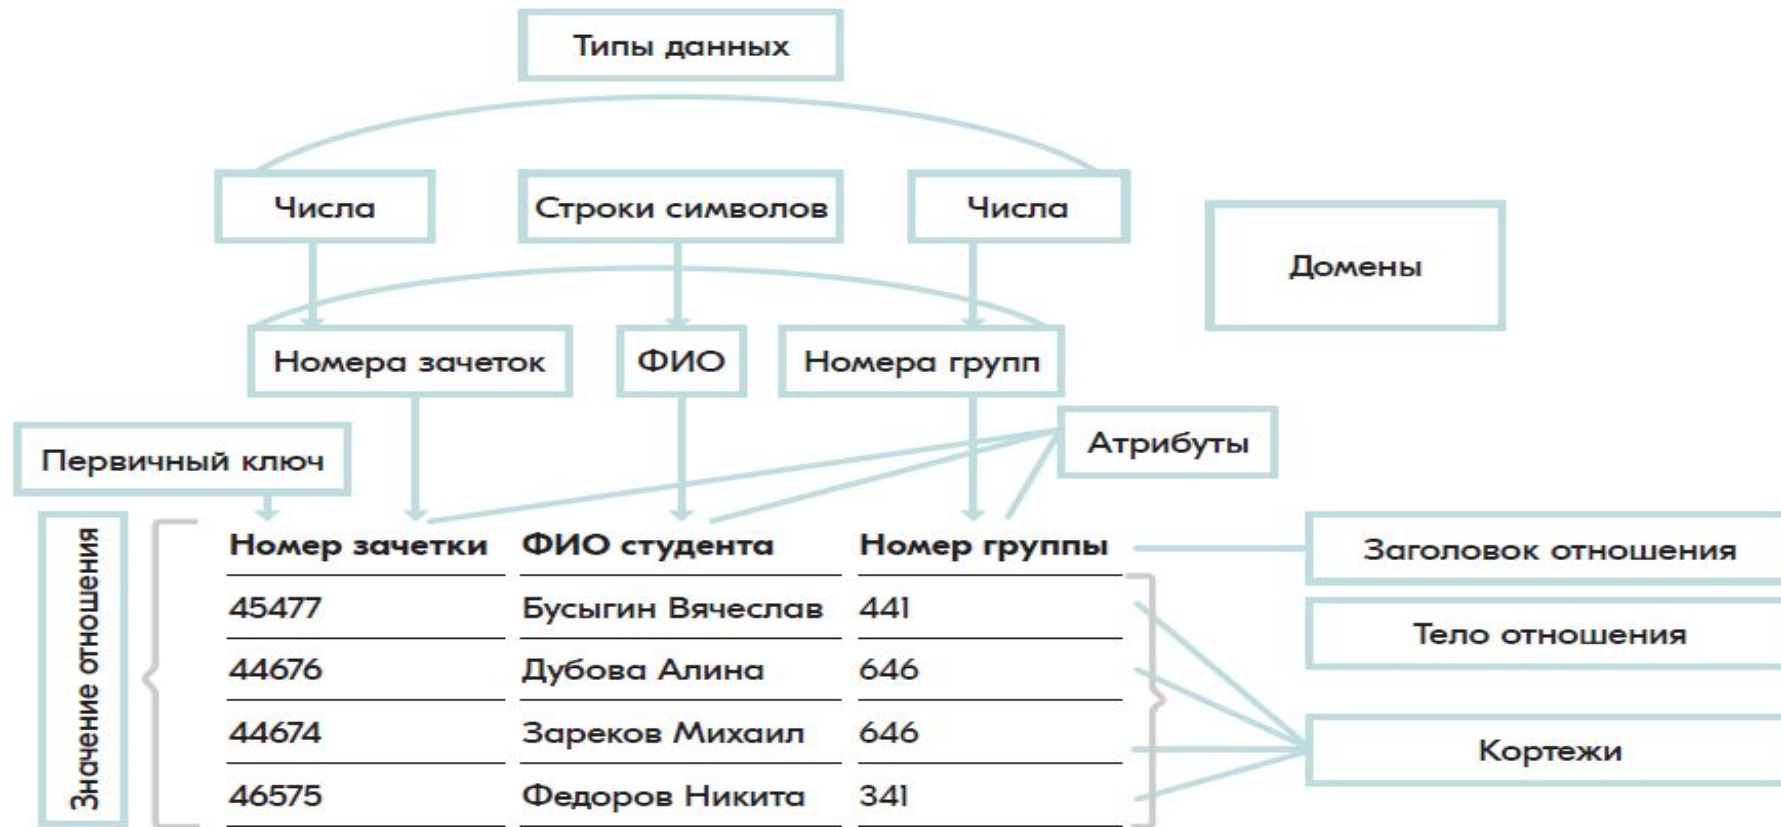 Типы данных
Числа
Строки символов
Числа
Домены
Номера зачеток
ФИО
Номера групп
Атрибуты
Первичный ключ
Значение отношения
Номер зачетки ФИО студента Номер группы
Заголовок отношения
45477 Бусыгин Вячеслав 441
Тело отношения
44676 Дубова Алина 646
44674 Зареков Михаил 646
Кортежи
46575 Федоров Никита 341